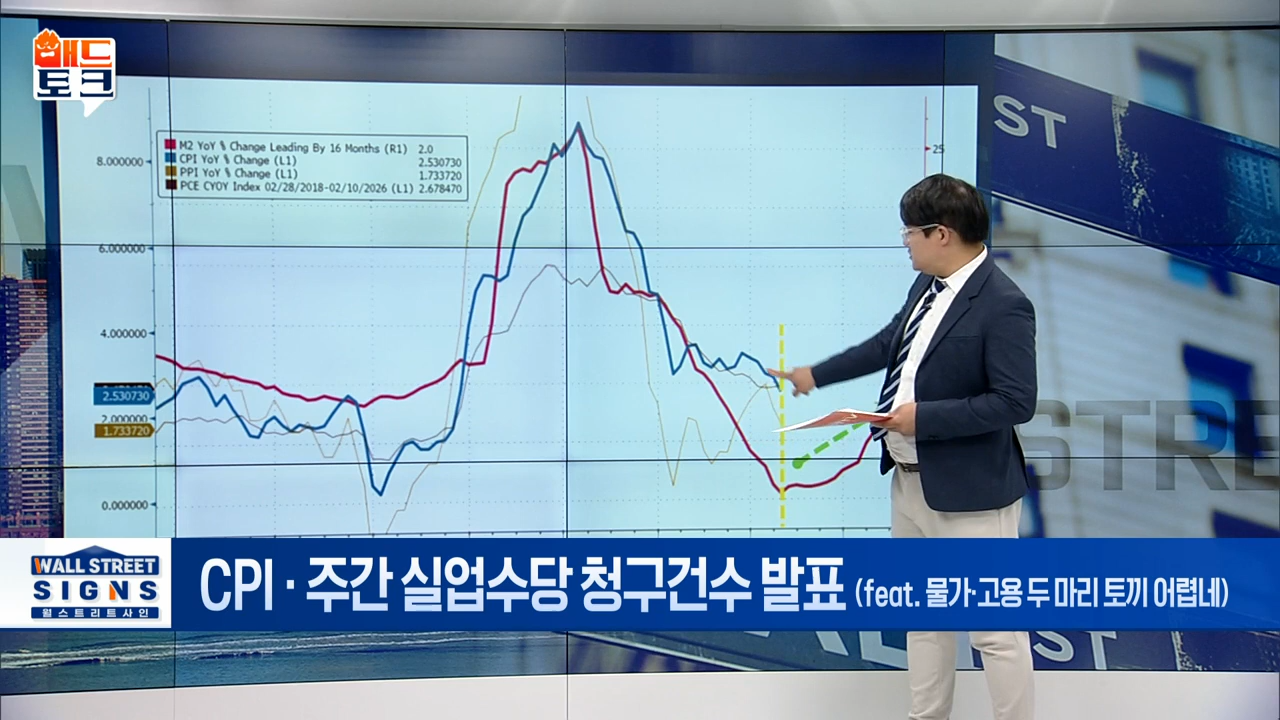 매드
토크
ST
M2 YoY % Change Leading By 16 Months (R1) 2.0
CPI YoY % Change (L1) 2.530730
PPI YoY % Change (L1) 1.733720
PCE CYOY Index 02/28/2018-02/10/2026 (L1) 2.678470
25
8.000000
6.000000
4.000000
2.530730
2.000000
1.733720
0.000000
STRE
WALL STREET
SIGNS
월스트리트사인
CPI · 주간 실업수당 청구건수 발표 (feat. 물가·고용 두 마리 토끼 어렵네)
ST